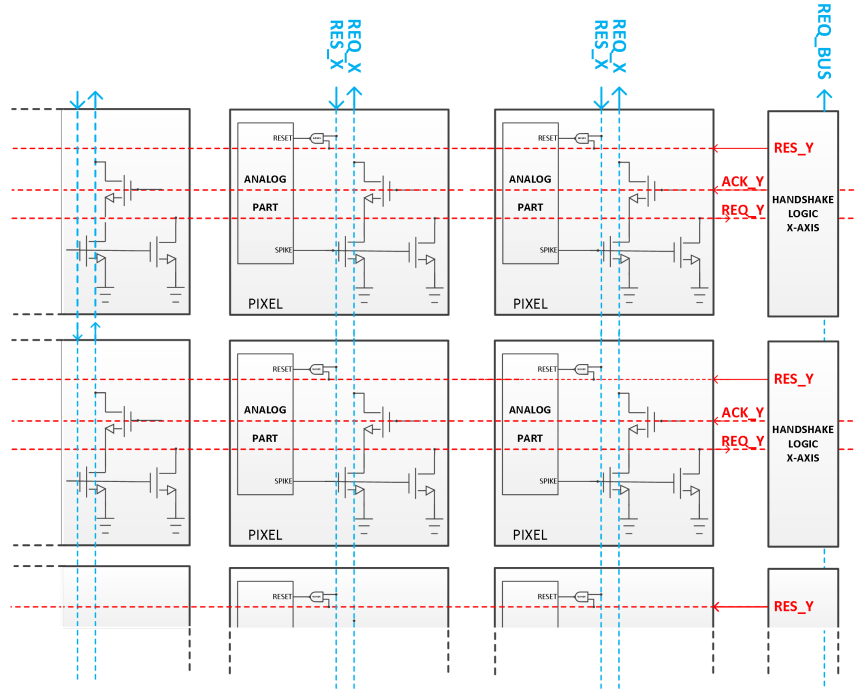 RES_X
REQ_X
RES_X
REQ_X
REQ_BUS
RESET
ANALOG
PART
SPIKE
PIXEL
RESET
ANALOG
PART
SPIKE
PIXEL
RES_Y
ACK_Y
REQ_Y
HANDSHAKE
LOGIC
X-AXIS
RESET
ANALOG
PART
SPIKE
PIXEL
RESET
ANALOG
PART
SPIKE
PIXEL
RES_Y
ACK_Y
REQ_Y
HANDSHAKE
LOGIC
X-AXIS
RESET
RESET
RES_Y